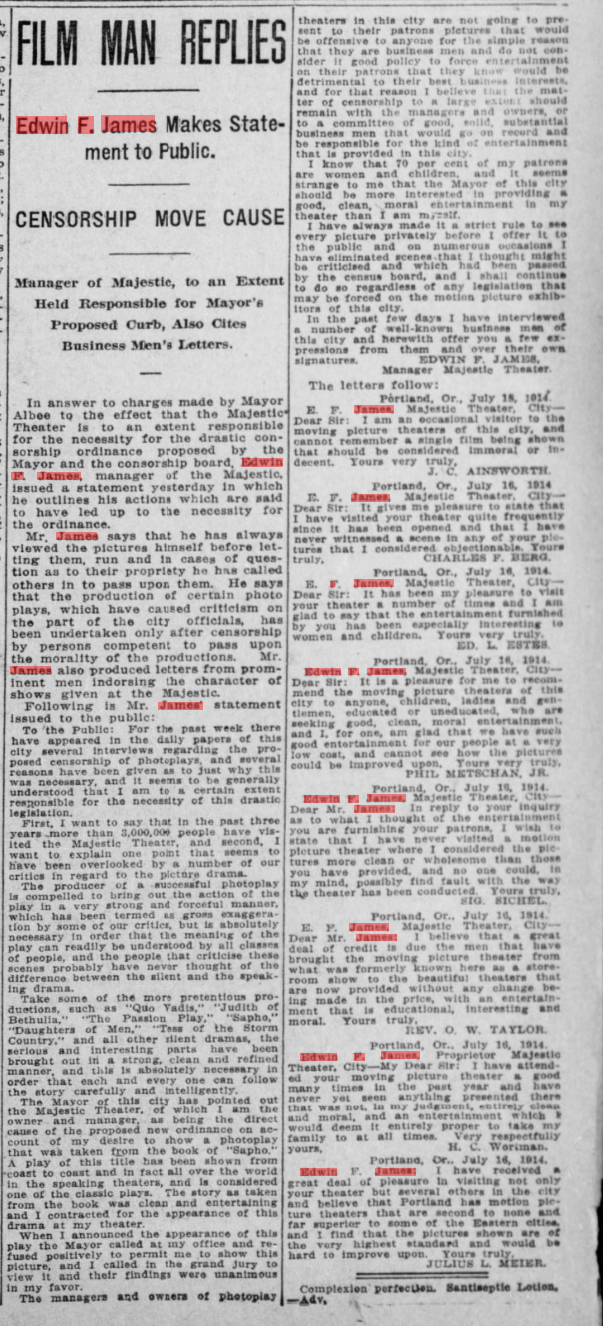 FILM MAN REPLIES
Edwin F. James Makes State-
ment to Public.
CENSORSHIP MOVE CAUSE
Manager of Majestic, to an Extent
Held Responsible for Mayor's
Proposed Curb, Also Cites
Business Men's Letters.
In answer to charges made by Mayor
Albee to the effect that the Majestic
Theater is to an extent responsible
for the necessity for the drastic con-
sorship ordinance proposed by the
Mayor and the consorship board, Edwin
F. James, manager of the Majestic,
issued a statement yesterday in which
he outlines his actions which are said
to have led up to the necessity for
the ordinance.
Mr. James says that he has always
viewed the pictures himself before let-
ting them, run and in cases of ques-
tion as to their propriety he has called
others in to pass upon them. He says
that the production of certain photo
plays, which have caused criticism on
the part of the city officials, has
been undertaken only after censorship
by persons competent to pass upon
the morality of the productions. Mr.
James also produced letters from prom-
inent men indorsing the character of
shows given at the Majestic.
Following is Mr. James' statement
issued to the public:
To the Public: For the past week there
have appeared in the daily papers of this
city several interviews regarding the pro-
posed censorship of photoplays, and several
reasons have been given as to just why this
was necessary, and it seems to be generally
understood that I am to a certain extent
responsible for the necessity of this drastic
legislation.
First, I want to say that in the past three
years more than 3,000,000 people have vis-
ited the Majestic Theater, and second, I
want to explain one point that seems to
have been overlooked by a number of our
critics in regard to the picture drama.
The producer of a successful photoplay
is compelled to bring out the action of the
play in a very strong and forceful manner,
which has been termed as gross exaggera-
tion by some of our critics, but is absolutely
necessary in order that the meaning of the
play can readily be understood by all classes
of people, and the people that criticise these
scenes probably have never thought of the
difference between the silent and the speak-
ing drama.
Take some of the more pretentious pro-
ductions, such as "Quo Vadis," "Judith of
Bethulia," "The Passion Play," "Sapho,"
"Daughters of Men," "Tess of the Storm
Country," and all other silent dramas, the
serious and interesting parts have been
brought out in a strong, clean and refined
manner, and this is absolutely necessary in
order that each and every one can follow
the story carefully and intelligently.
The Mayor of this city has pointed out
the Majestic Theater, of which I am the
owner and manager, as being the direct
cause of the proposed new ordinance on ac-
count of my desire to show a photoplay
that was taken from the book of "Sapho."
A play of this title has been shown from
coast to coast and in fact all over the world
in the speaking theaters, and is considered
one of the classic plays. The story as taken
from the book was clean and entertaining
and I contracted for the appearance of this
drama at my theater.
When I announced the appearance of this
play the Mayor called at my office and re-
fused positively to permit me to show this
picture, and I called in the grand jury to
view it and their findings were unanimous
in my favor.
The managers and owners of photoplay
theaters in this city are not going to pre-
sent to their patrons pictures that would
be offensive to anyone for the simple reason
that they are business men and do not con-
sider it good policy to force entertainment
on their patrons that they know would be
detrimental to their best business interests,
and for that reason I believe that the mat-
ter of censorship to a large extent should
remain with the managers and owners, or
to a committee of good, solid, substantial
business men that would go on record and
be responsible for the kind of entertainment
that is provided in this city.
I know that 70 per cent of my patrons
are women and children, and it seems
strange to me that the Mayor of this city
should be more interested in providing a
good, clean, moral entertainment in my
theater than I am myself.
I have always made it a strict rule to see
every picture privately before I offer it to
the public and on numerous occasions I
have eliminated scenes that I thought might
be criticised and which had been passed
by the census board, and I shall continue
to do so regardless of any legislation that
may be forced on the motion picture exhib-
itors of this city.
In the past few days I have interviewed
a number of well-known business men of
this city and herewith offer you a few ex-
pressions from them and over their own
signatures. EDWIN F. JAMES,
Manager Majestic Theater.
The letters follow:
Portland, Or., July 18, 1914.
E. F. James, Majestic Theater, City—
Dear Sir: I am an occasional visitor to the
moving picture theaters of this city, and
cannot remember a single film being shown
that should be considered immoral or in-
decent. Yours very truly,
J. C. AINSWORTH.
Portland, Or., July 16, 1914
E. F. James, Majestic Theater, City—
Dear Sir: It gives me pleasure to state that
I have visited your theater quite frequently
since it has been opened and that I have
never witnessed a scene in any of your pic-
tures that I considered objectionable. Yours
truly, CHARLES F. BERG.
Portland, Or., July 16, 1914.
E. F. James, Majestic Theater, City—
Dear Sir: It has been my pleasure to visit
your theater a number of times and I am
glad to say that the entertainment furnished
by you has been especially interesting to
women and children. Yours very truly,
ED. L. ESTES.
Portland, Or., July 16, 1914.
Edwin F. James, Majestic Theater, City—
Dear Sir: It is a pleasure for me to recom-
mend the moving picture theaters of this
city to anyone, children, ladies and gen-
tlemen, educated or uneducated, who are
seeking good, clean, moral entertainment,
and I, for one, am glad that we have such
good entertainment for our people at a very
low cost, and cannot see how the pictures
could be improved upon. Yours very truly,
PHIL METSCHAN, JR.
Portland, Or., July 16, 1914.
Edwin F. James, Majestic Theater, City—
Dear Mr. James: In reply to your inquiry
as to what I thought of the entertainment
you are furnishing your patrons, I wish to
state that I have never visited a motion
picture theater where I considered the pic-
tures more clean or wholesome than those
you have provided, and no one could, in
my mind, possibly find fault with the way
the theater has been conducted. Yours truly,
SIG. SICHEL.
Portland, Or., July 16, 1914.
E. F. James, Majestic Theater, City—
Dear Mr. James: I believe that a great
deal of credit is due the men that have
brought the moving picture theater from
what was formerly known here as a store-
room show to the beautiful theaters that
are now provided without any change be-
ing made in the price, with an entertain-
ment that is educational, interesting and
moral. Yours truly,
REV. O. W. TAYLOR.
Portland, Or., July 16, 1914.
Edwin F. James, Proprietor Majestic
Theater, City—My Dear Sir: I have attend-
ed your moving picture theater a good
many times in the past year and have
never yet seen anything presented there
that was not, in my judgment, entirely clean
and moral, and an entertainment which I
would deem it entirely proper to take my
family to at all times. Very respectfully
yours, H. C. Wortman.
Portland, Or., July 16, 1914.
Edwin F. James: I have received a
great deal of pleasure in visiting not only
your theater but several others in the city
and believe that Portland has motion pic-
ture theaters that are second to none and
far superior to some of the Eastern cities,
and I find that the pictures shown are of
the very highest standard and would be
hard to improve upon. Yours truly,
JULIUS L. MEIER.
Complexion perfection. Santiseptic Lotion.
—Adv.